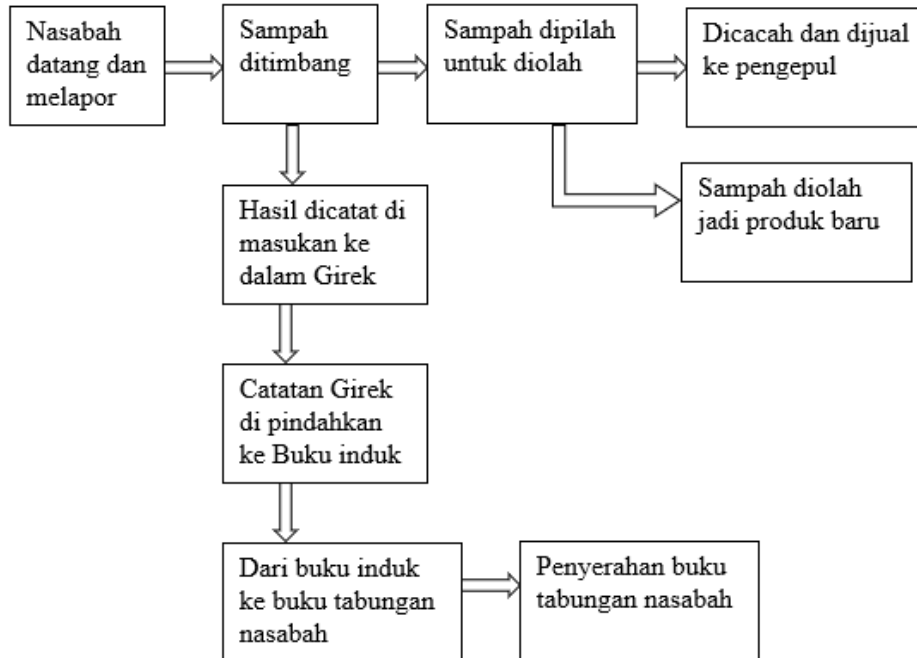 Nasabah
datang dan
melapor
Sampah
ditimbang
Sampah dipilah
untuk diolah
Dicacah dan dijual
ke pengepul
Sampah diolah
jadi produk baru
Hasil dicatat di
masukan ke
dalam Girek
Catatan Girek
di pindahkan
ke Buku induk
Dari buku induk
ke buku tabungan
nasabah
Penyerahan buku
tabungan nasabah